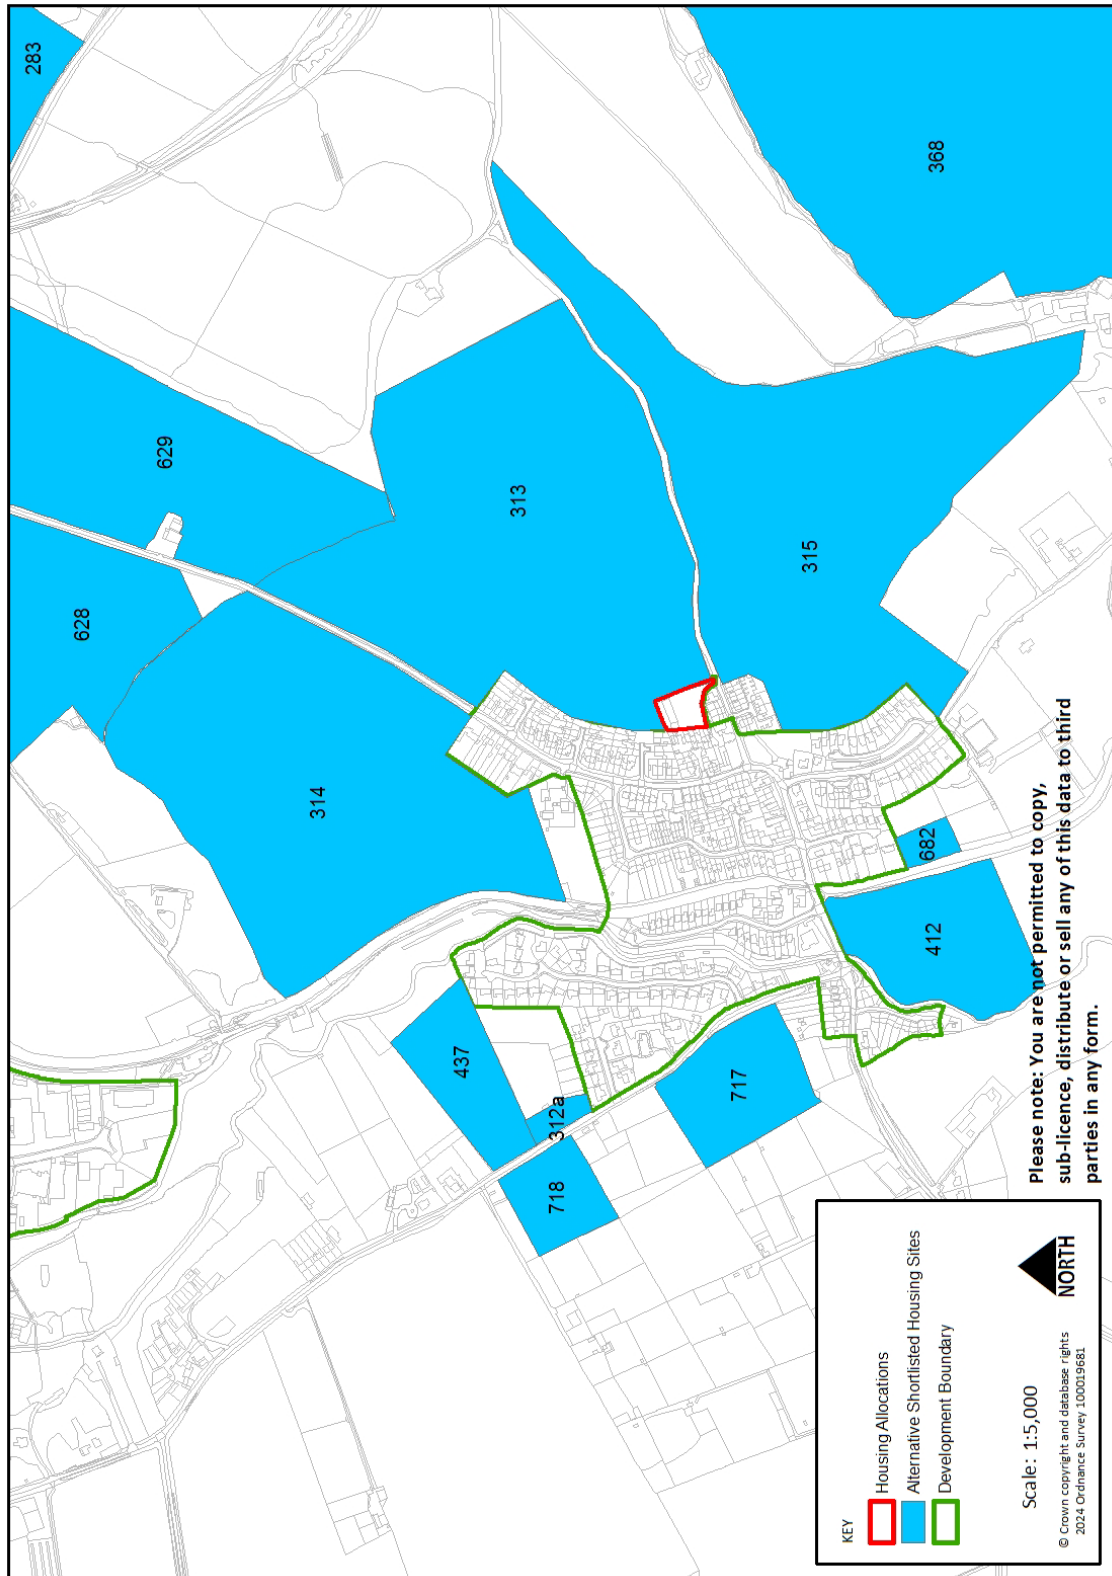 283
629
628
313
368
315
314
682
412
437
312a
717
718
Please note: You are not permitted to copy,
sub-licence, distribute or sell any of this data to third
parties in any form.
KEY
Housing Allocations
Alternative Shortlisted Housing Sites
Development Boundary
Scale: 1:5,000
NORTH
© Crown copyright and database rights
2024 Ordnance Survey 100019681